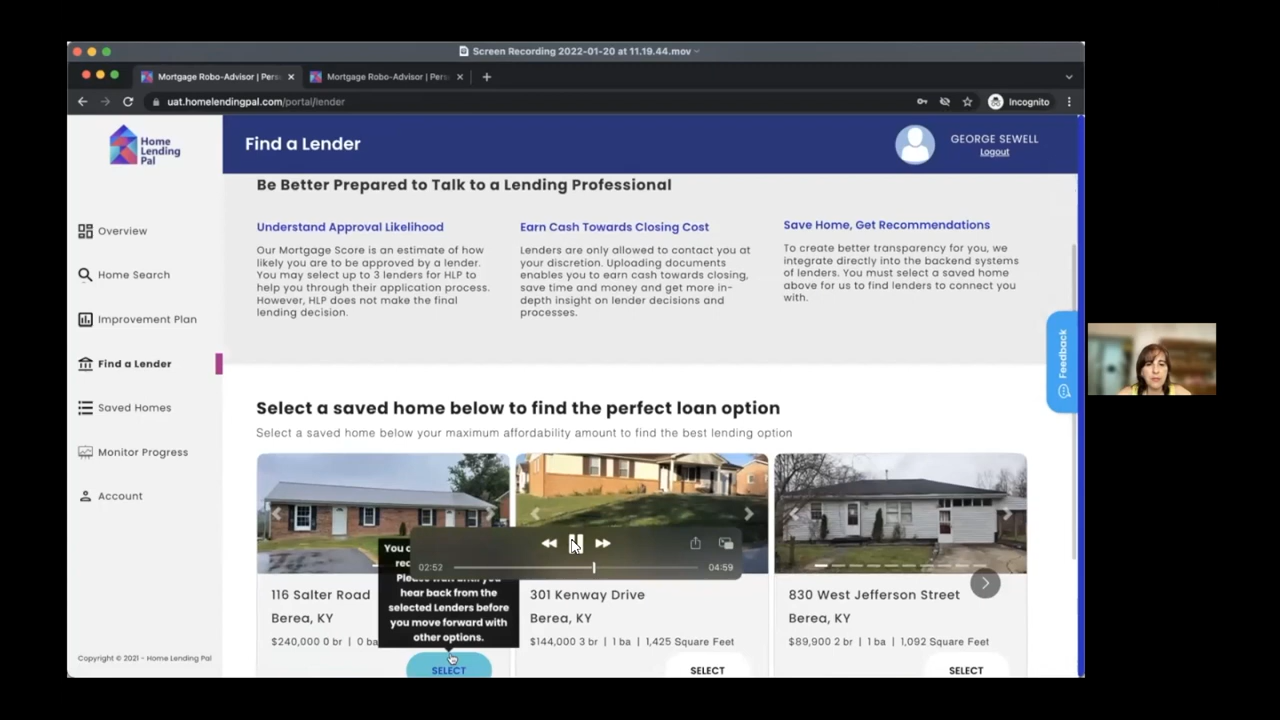 Screen Recording 2022-01-20 at 11.19.44.mov
Mortgage Robo-Advisor | Pers
Mortgage Robo-Advisor | Pers
uat.homelendingpal.com/portal/lender
Incognito
Home
Lending
Pal
Find a Lender
GEORGE SEWELL
Logout
Overview
Home Search
Improvement Plan
Find a Lender
Saved Homes
Monitor Progress
Account
Copyright © 2021 - Home Lending Pal
Be Better Prepared to Talk to a Lending Professional
Understand Approval Likelihood
Our Mortgage Score is an estimate of how
likely you are to be approved by a lender.
You may select up to 3 lenders for HLP to
help you through their application process.
However, HLP does not make the final
lending decision.
Earn Cash Towards Closing Cost
Lenders are only allowed to contact you at
your discretion. Uploading documents
enables you to earn cash towards closing,
save time and money and get more in-
depth insight on lender decisions and
processes.
Save Home, Get Recommendations
To create better transparency for you, we
integrate directly into the backend systems
of lenders. You must select a saved home
above for us to find lenders to connect you
with.
Feedback
Select a saved home below to find the perfect loan option
Select a saved home below your maximum affordability amount to find the best lending option
You
Please wait until you
hear back from the
selected Lenders before
you move forward with
other options.
02:52
04:59
116 Salter Road
Berea, KY
$240,000 0 br | 0 ba
SELECT
301 Kenway Drive
Berea, KY
$144,000 3 br | 1 ba | 1,425 Square Feet
SELECT
830 West Jefferson Street
Berea, KY
$89,900 2 br | 1 ba | 1,092 Square Feet
SELECT